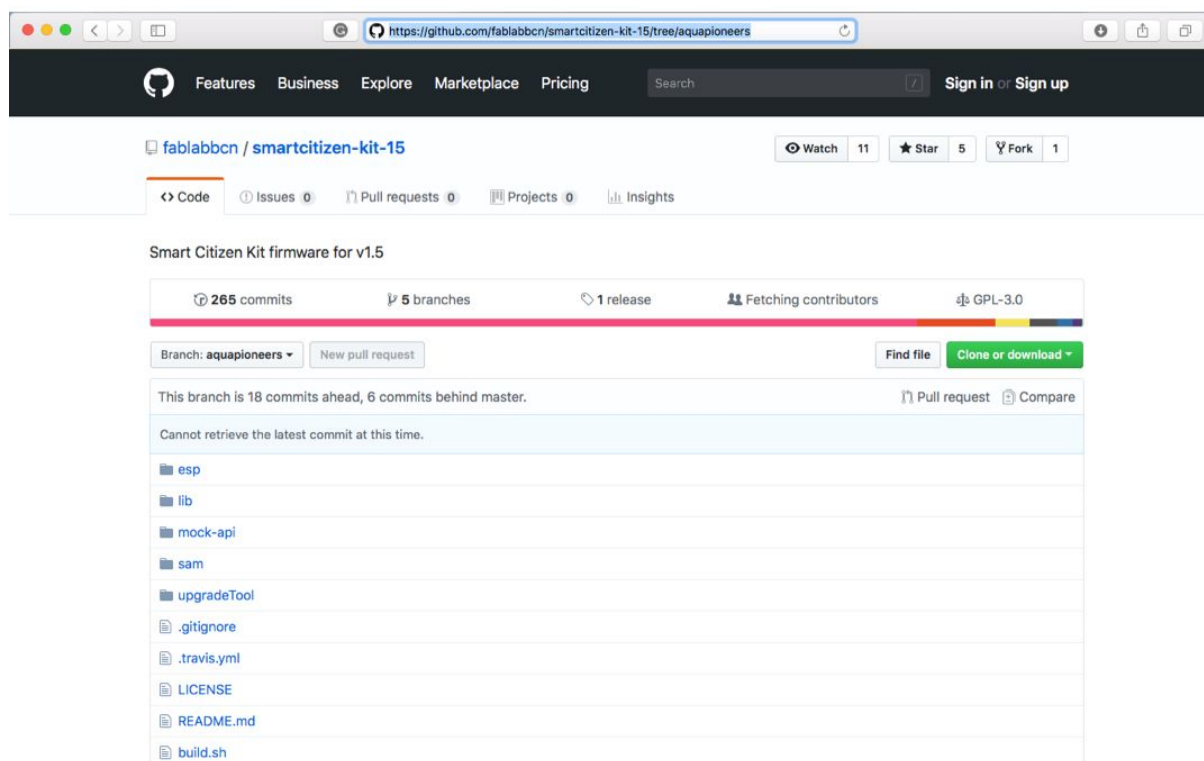 https://github.com/fablabbcn/smartcitizen-kit-15/tree/aquapioneers
Features Business Explore Marketplace Pricing Search / Sign in or Sign up
fablabbcn / smartcitizen-kit-15 Watch 11 Star 5 Fork 1
Code Issues 0 Pull requests 0 Projects 0 Insights
Smart Citizen Kit firmware for v1.5
265 commits 5 branches 1 release Fetching contributors GPL-3.0
Branch: aquapioneers New pull request Find file Clone or download
This branch is 18 commits ahead, 6 commits behind master. Pull request Compare
Cannot retrieve the latest commit at this time.
esp
lib
mock-api
sam
upgradeTool
.gitignore
.travis.yml
LICENSE
README.md
build.sh